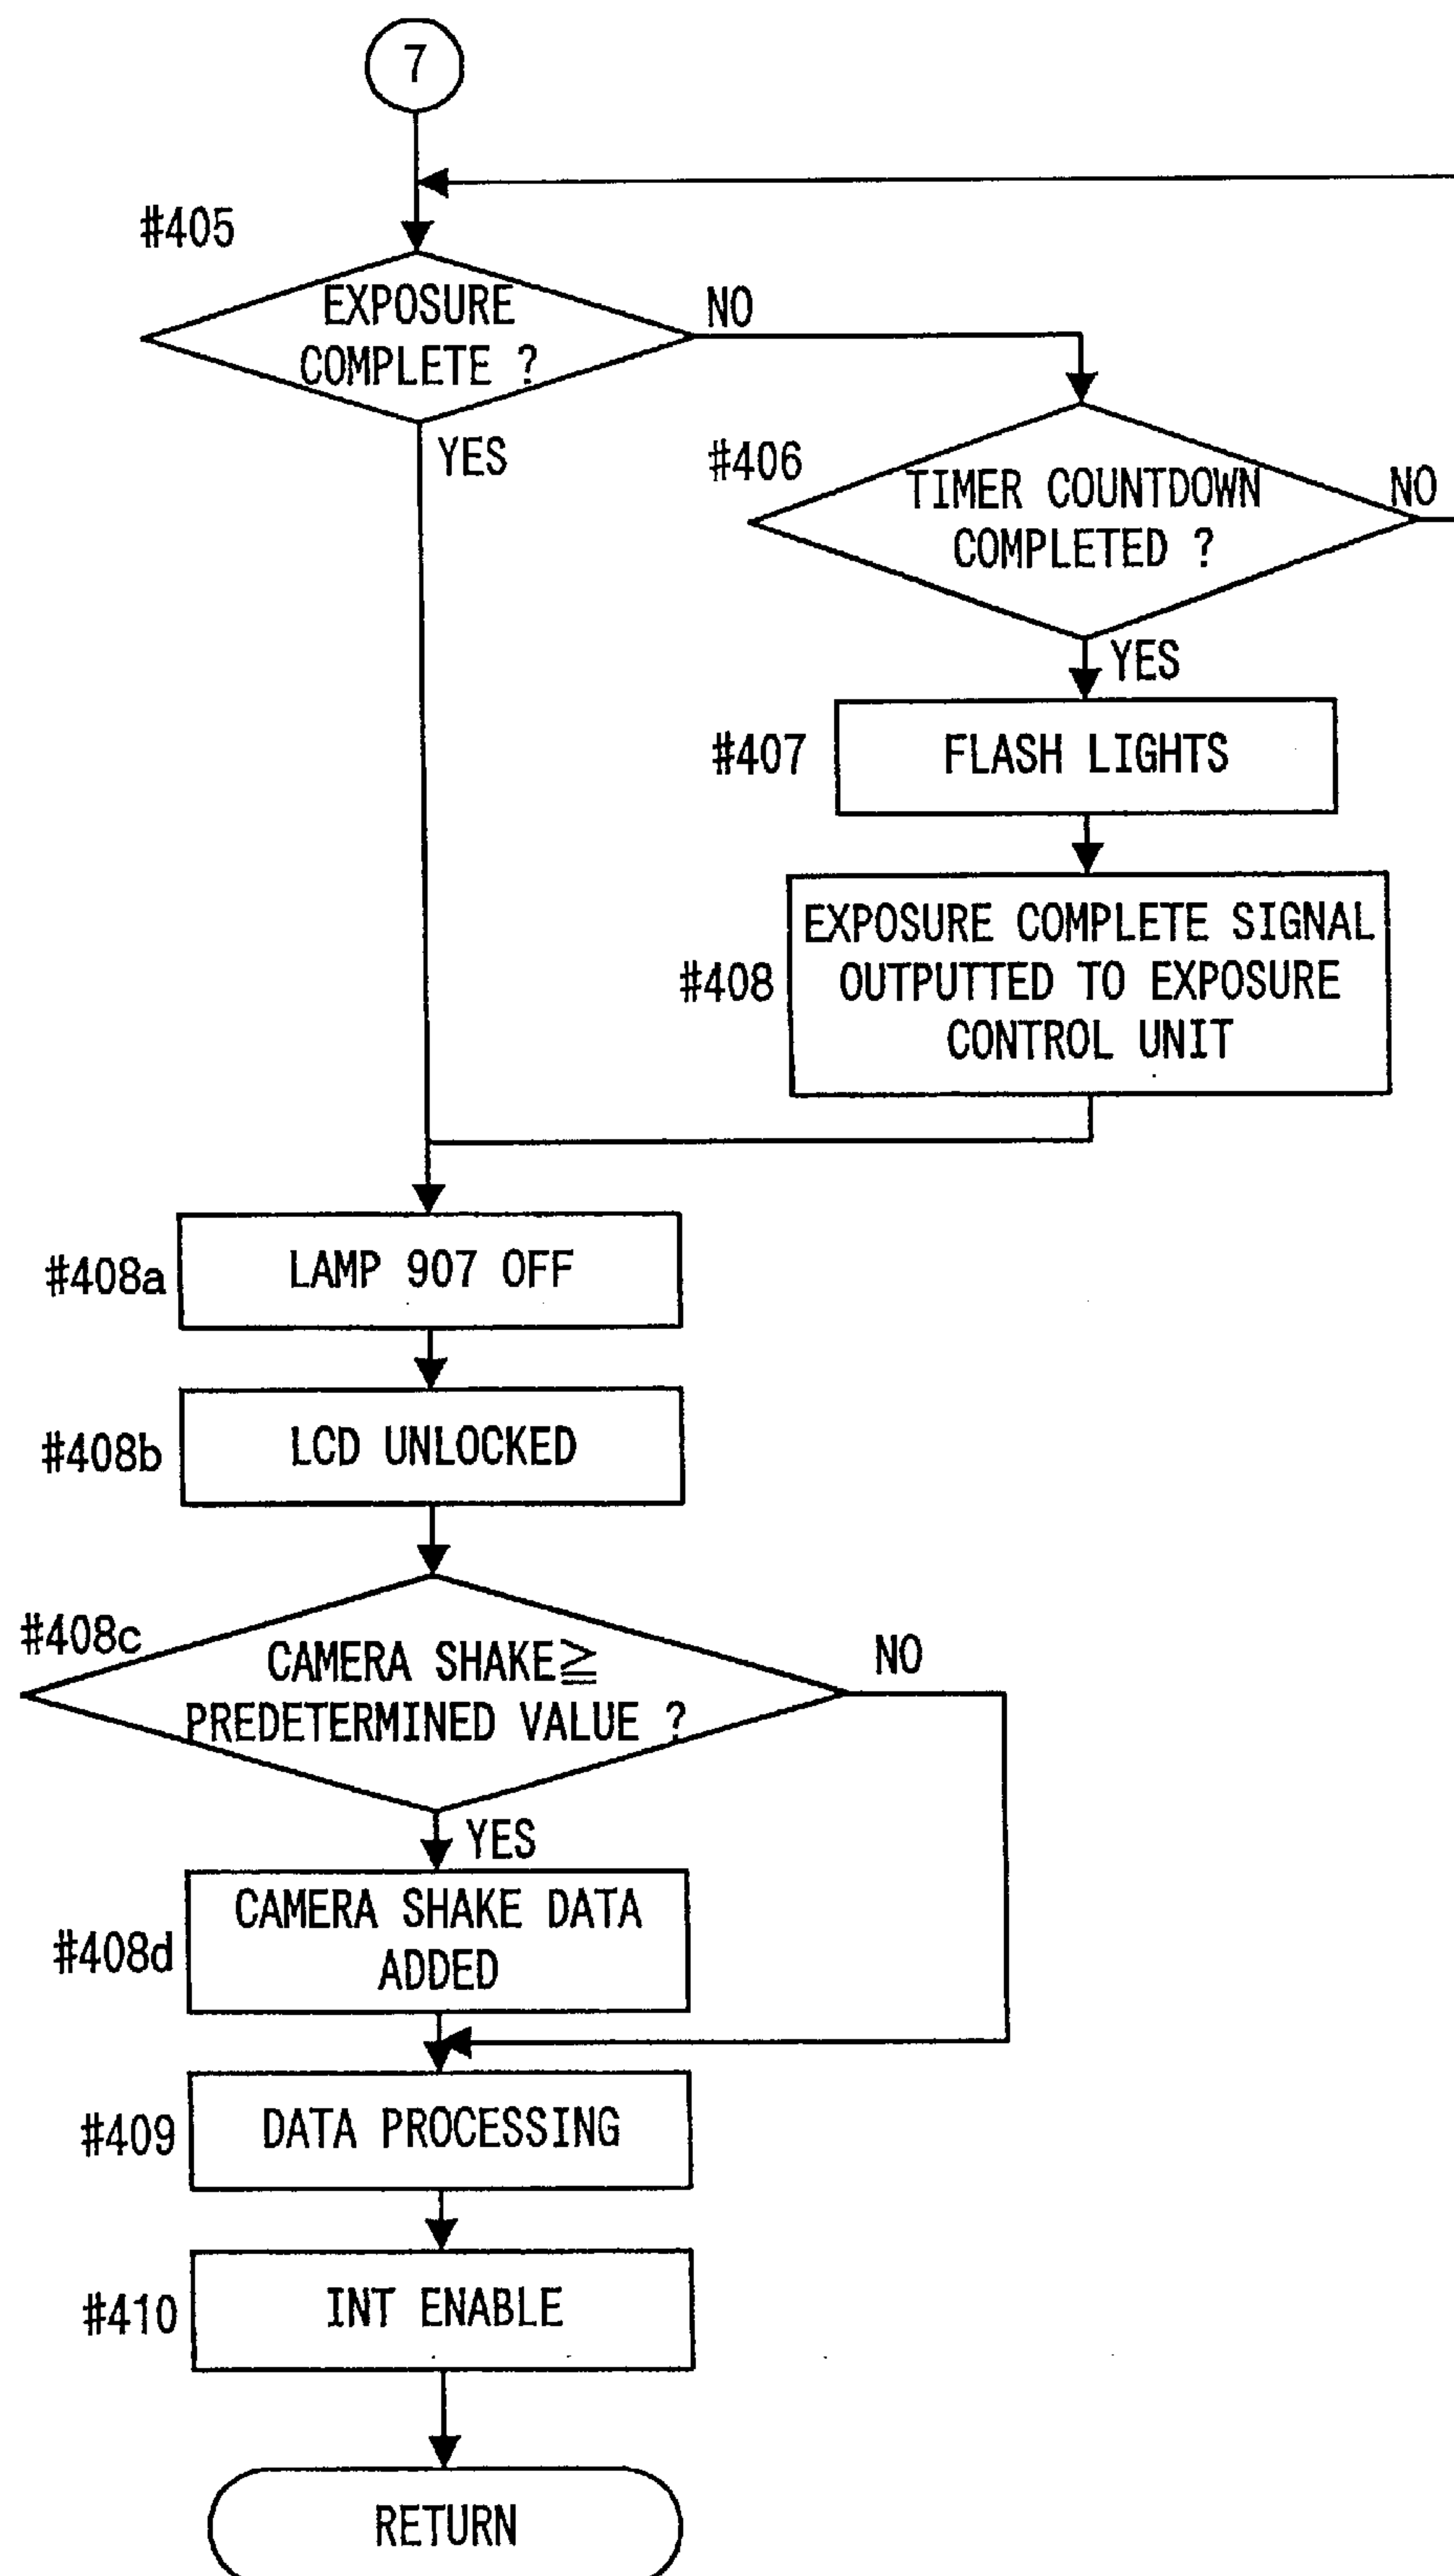 7
#405
EXPOSURE
COMPLETE ?
NO
YES
#406
TIMER COUNTDOWN
COMPLETED ?
NO
YES
#407
FLASH LIGHTS
#408
EXPOSURE COMPLETE SIGNAL
OUTPUTTED TO EXPOSURE
CONTROL UNIT
#408a
LAMP 907 OFF
#408b
LCD UNLOCKED
#408c
CAMERA SHAKE≧
PREDETERMINED VALUE ?
NO
YES
#408d
CAMERA SHAKE DATA
ADDED
#409
DATA PROCESSING
#410
INT ENABLE
RETURN